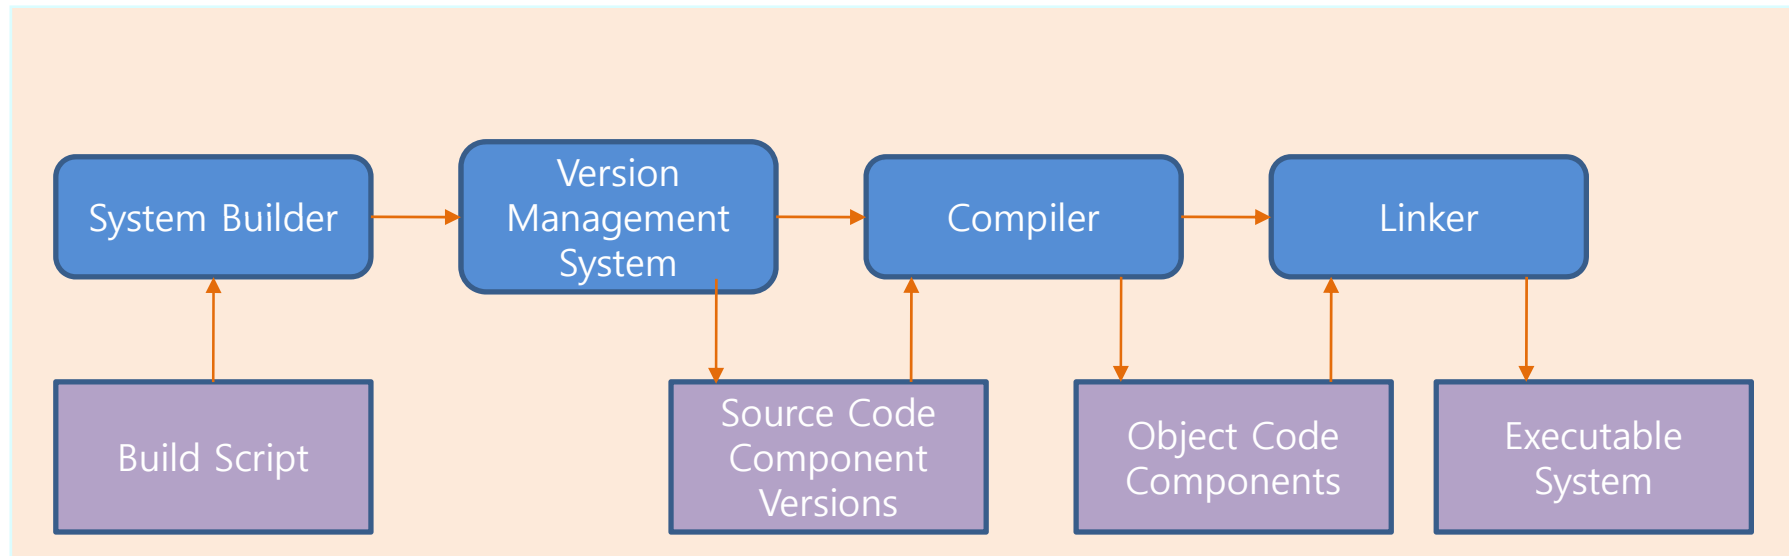 System Builder
Version
Management
System
Compiler
Linker
Build Script
Source Code
Component
Versions
Object Code
Components
Executable
System